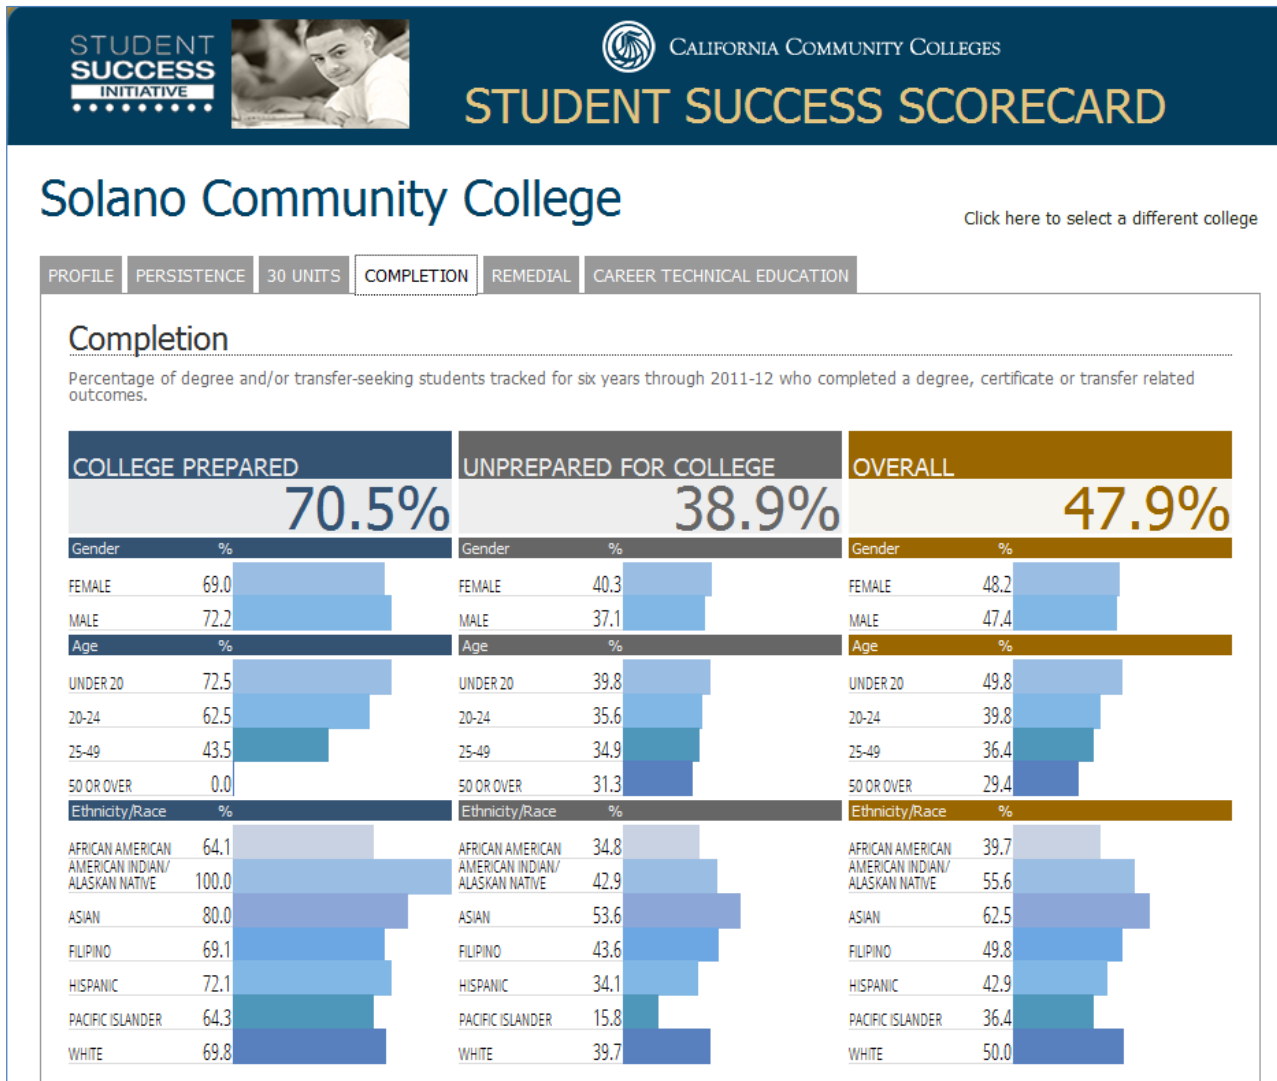 STUDENT
SUCCESS
INITIATIVE
CALIFORNIA COMMUNITY COLLEGES
STUDENT SUCCESS SCORECARD
Solano Community College
Click here to select a different college
PROFILE PERSISTENCE 30 UNITS COMPLETION REMEDIAL CAREER TECHNICAL EDUCATION
Completion
Percentage of degree and/or transfer-seeking students tracked for six years through 2011-12 who completed a degree, certificate or transfer related
outcomes.
COLLEGE PREPARED
70.5%
Gender %
FEMALE 69.0
MALE 72.2
Age %
UNDER 20 72.5
20-24 62.5
25-49 43.5
50 OR OVER 0.0
Ethnicity/Race %
AFRICAN AMERICAN 64.1
AMERICAN INDIAN/
ALASKAN NATIVE 100.0
ASIAN 80.0
FILIPINO 69.1
HISPANIC 72.1
PACIFIC ISLANDER 64.3
WHITE 69.8
UNPREPARED FOR COLLEGE
38.9%
Gender %
FEMALE 40.3
MALE 37.1
Age %
UNDER 20 39.8
20-24 35.6
25-49 34.9
50 OR OVER 31.3
Ethnicity/Race %
AFRICAN AMERICAN 34.8
AMERICAN INDIAN/
ALASKAN NATIVE 42.9
ASIAN 53.6
FILIPINO 43.6
HISPANIC 34.1
PACIFIC ISLANDER 15.8
WHITE 39.7
OVERALL
47.9%
Gender %
FEMALE 48.2
MALE 47.4
Age %
UNDER 20 49.8
20-24 39.8
25-49 36.4
50 OR OVER 29.4
Ethnicity/Race %
AFRICAN AMERICAN 39.7
AMERICAN INDIAN/
ALASKAN NATIVE 55.6
ASIAN 62.5
FILIPINO 49.8
HISPANIC 42.9
PACIFIC ISLANDER 36.4
WHITE 50.0